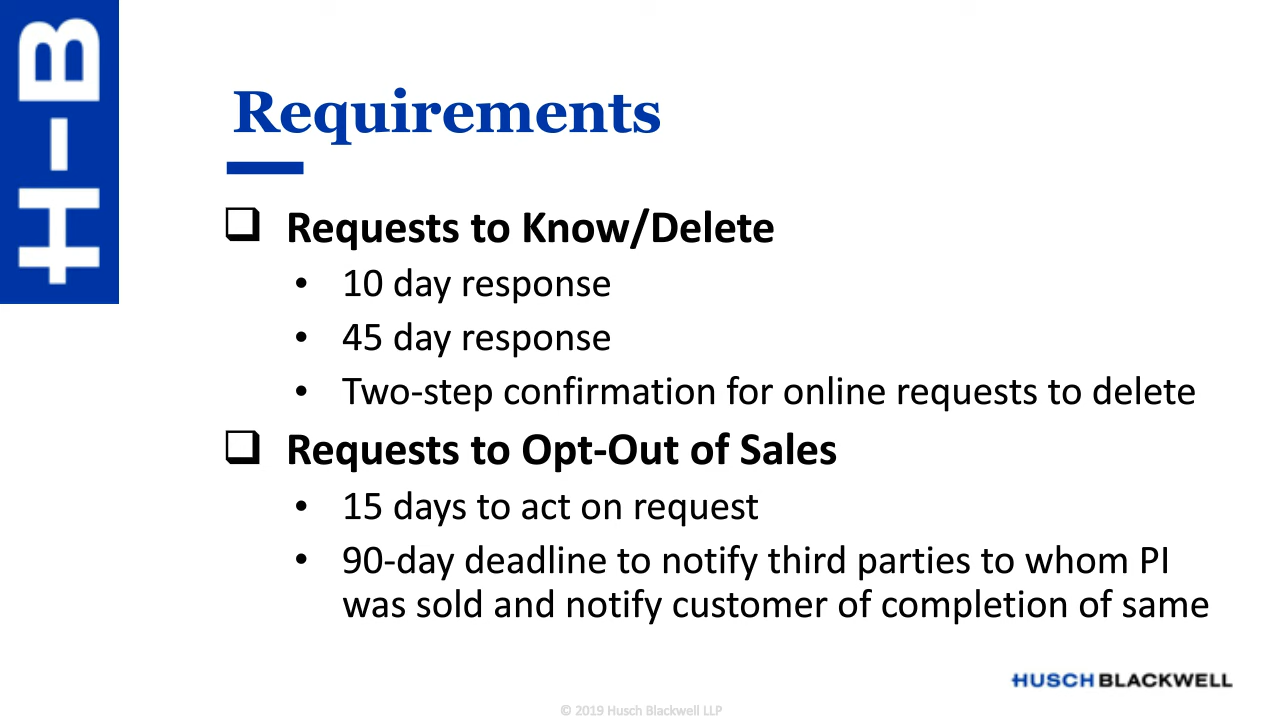 H-B
Requirements
❑ Requests to Know/Delete
• 10 day response
• 45 day response
• Two-step confirmation for online requests to delete
❑ Requests to Opt-Out of Sales
• 15 days to act on request
• 90-day deadline to notify third parties to whom PI
was sold and notify customer of completion of same
HUSCH BLACKWELL
© 2019 Husch Blackwell LLP